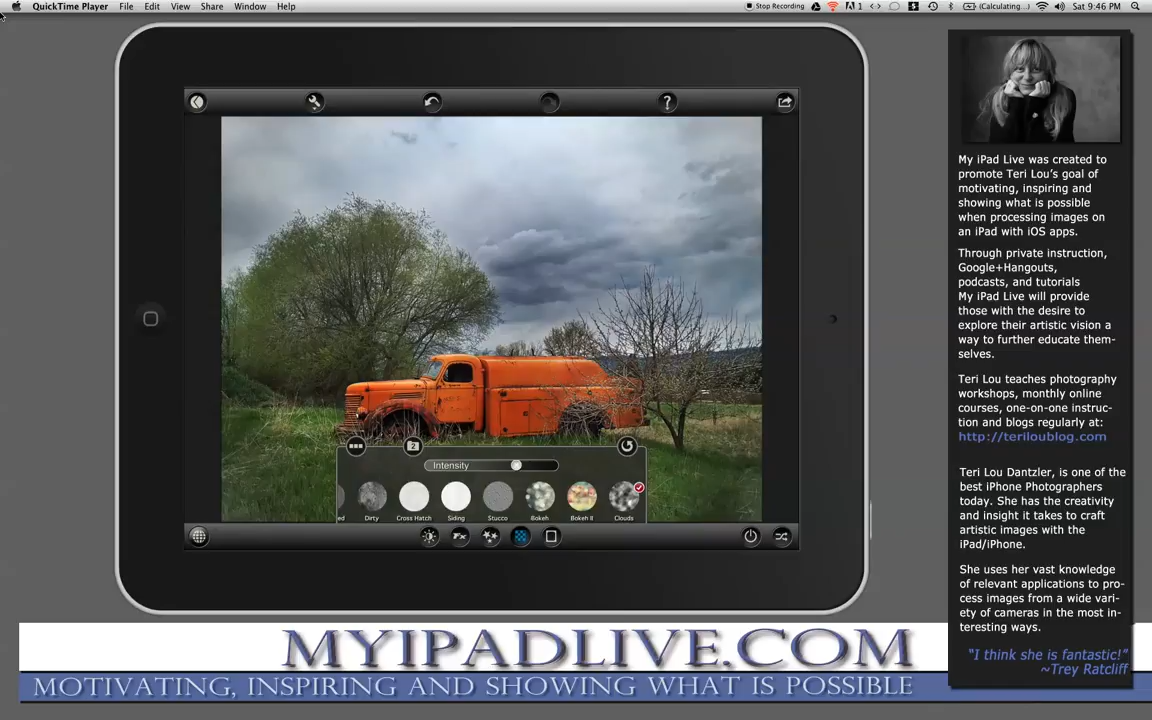 QuickTime Player File Edit View Share Window Help
Stop Recording 1 (Calculating... Sat 9:46 PM
?
2
Intensity
ed Dirty Cross Hatch Siding Stucco Bokeh Bokeh II Clouds
My iPad Live was created to
promote Teri Lou's goal of
motivating, inspiring and
showing what is possible
when processing images on
an iPad with iOS apps.
Through private instruction,
Google+Hangouts,
podcasts, and tutorials
My iPad Live will provide
those with the desire to
explore their artistic vision a
way to further educate them-
selves.
Teri Lou teaches photography
workshops, monthly online
courses, one-on-one instruc-
tion and blogs regularly at:
http://teriloublog.com
Teri Lou Dantzler, is one of the
best iPhone Photographers
today. She has the creativity
and insight it takes to craft
artistic images with the
iPad/iPhone.
She uses her vast knowledge
of relevant applications to pro-
cess images from a wide vari-
ety of cameras in the most in-
teresting ways.
"I think she is fantastic!"
~Trey Ratcliff
MYIPADLIVE.COM
MOTIVATING, INSPIRING AND SHOWING WHAT IS POSSIBLE